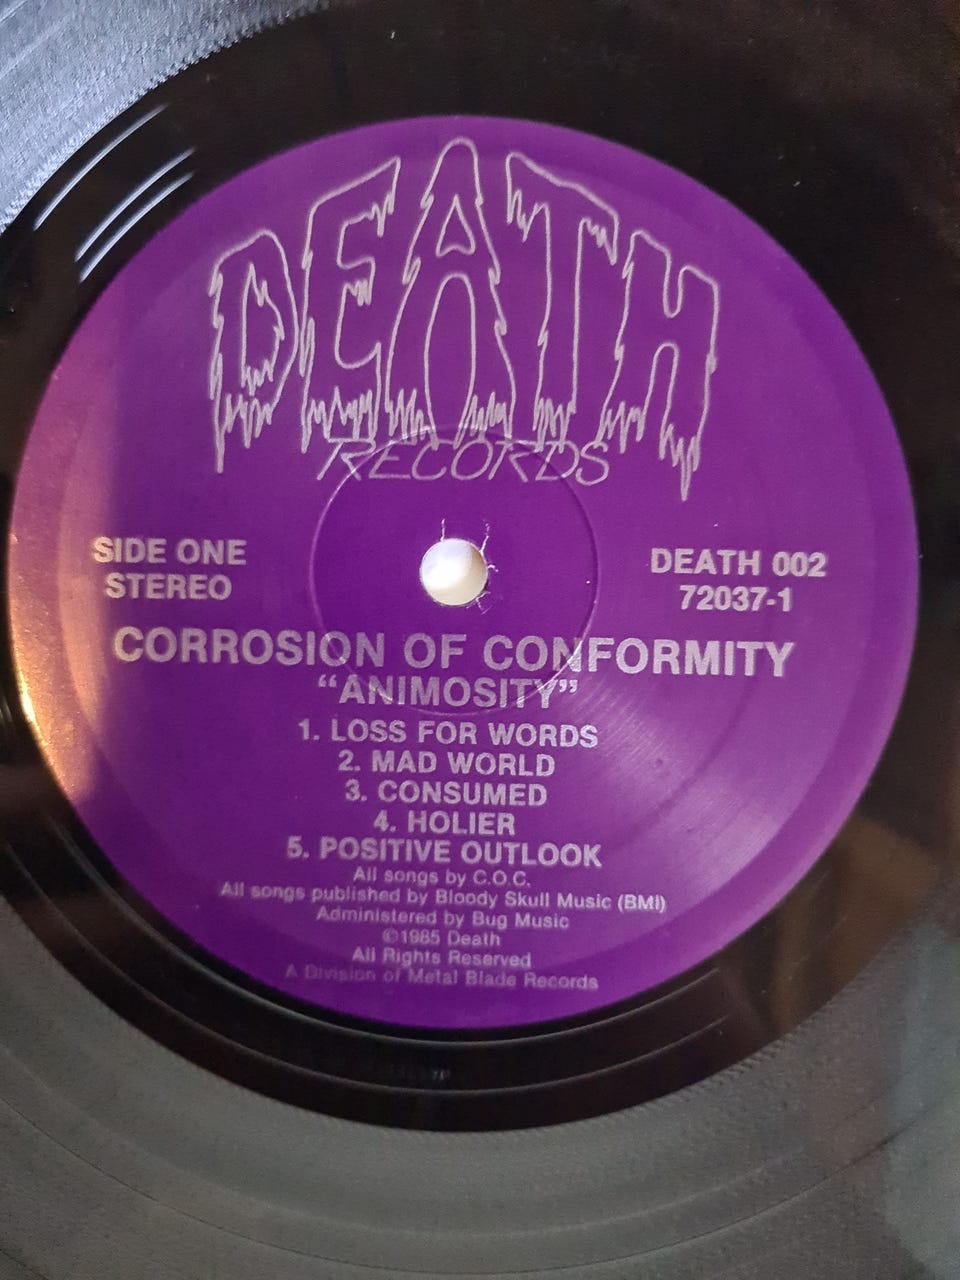 DEATH
RECORDS
SIDE ONE
STEREO
DEATH 002
72037-1
CORROSION OF CONFORMITY
“ANIMOSITY”
1. LOSS FOR WORDS
2. MAD WORLD
3. CONSUMED
4. HOLIER
5. POSITIVE OUTLOOK
All songs by C.O.C.
All songs published by Bloody Skull Music (BMI)
Administered by Bug Music
©1985 Death
All Rights Reserved
A Division of Metal Blade Records